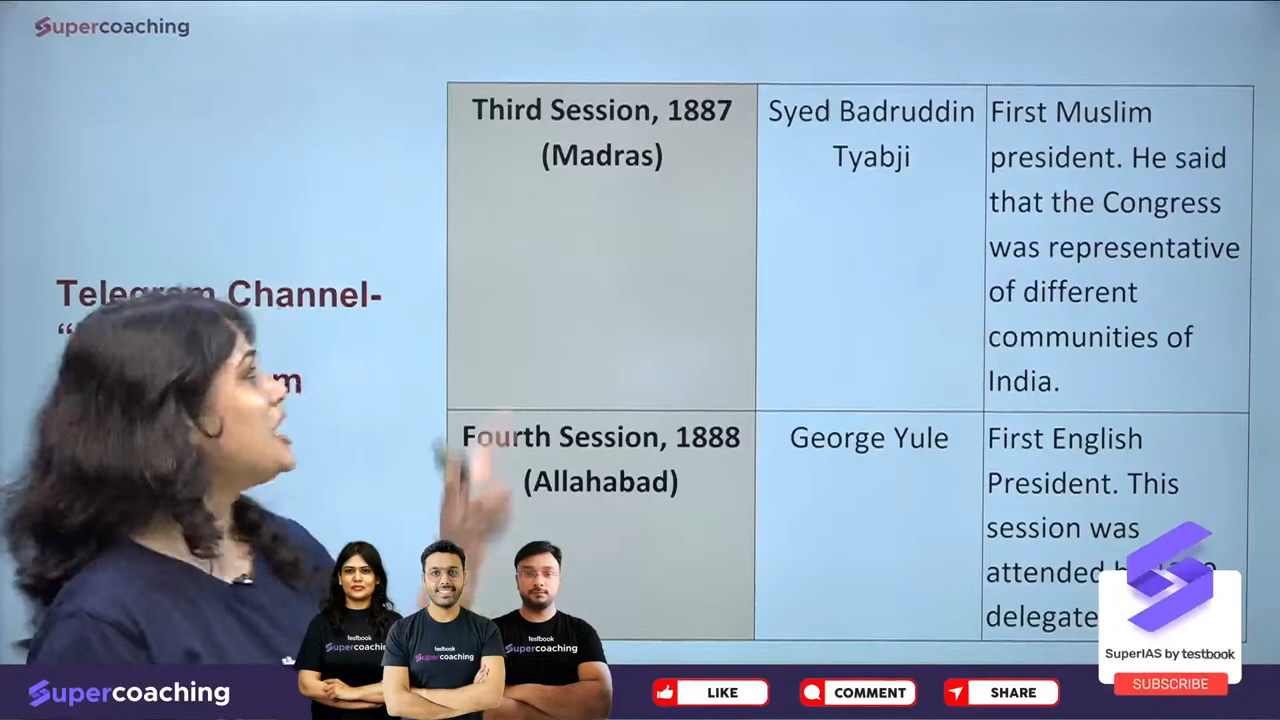 Supercoaching
Third Session, 1887
(Madras)
Syed Badruddin
Tyabji
First Muslim
president. He said
that the Congress
was representative
of different
communities of
India.
Telegram Channel-
Fourth Session, 1888
(Allahabad)
George Yule
First English
President. This
session was
attended
delegate
testbook
Supercoaching
testbook
Supercoaching
testbook
Supercoaching
SuperIAS by testbook
SUBSCRIBE
Supercoaching
LIKE
COMMENT
SHARE